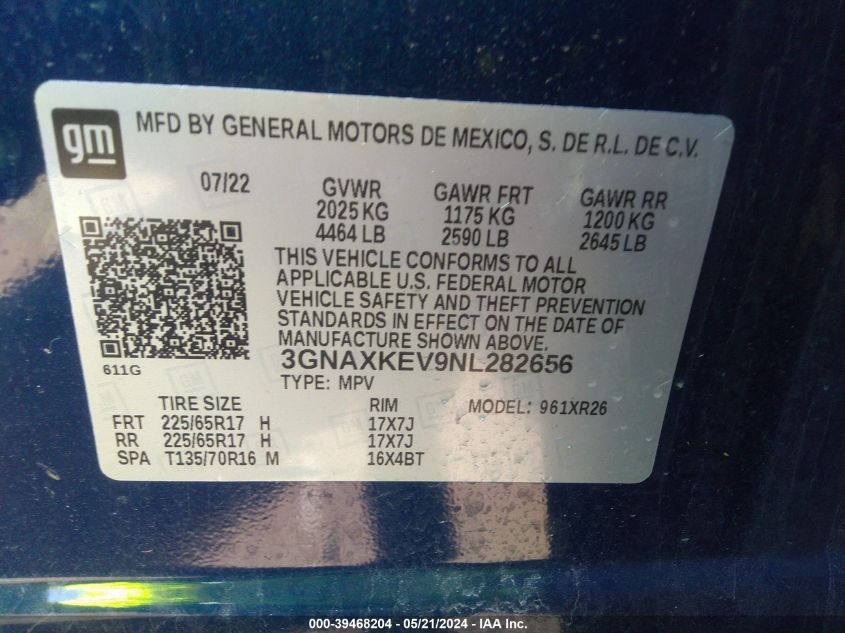 gm
MFD BY GENERAL MOTORS DE MEXICO, S. DE R.L. DE C.V.
07/22 GVWR GAWR FRT GAWR RR
2025 KG 1175 KG 1200 KG
4464 LB 2590 LB 2645 LB
THIS VEHICLE CONFORMS TO ALL
APPLICABLE U.S. FEDERAL MOTOR
VEHICLE SAFETY AND THEFT PREVENTION
STANDARDS IN EFFECT ON THE DATE OF
MANUFACTURE SHOWN ABOVE.
611G
3GNAXKEV9NL282656
TYPE: MPV
TIRE SIZE RIM MODEL: 961XR26
FRT 225/65R17 H 17X7J
RR 225/65R17 H 17X7J
SPA T135/70R16 M 16X4BT
000-39468204 - 05/21/2024 - IAA Inc.